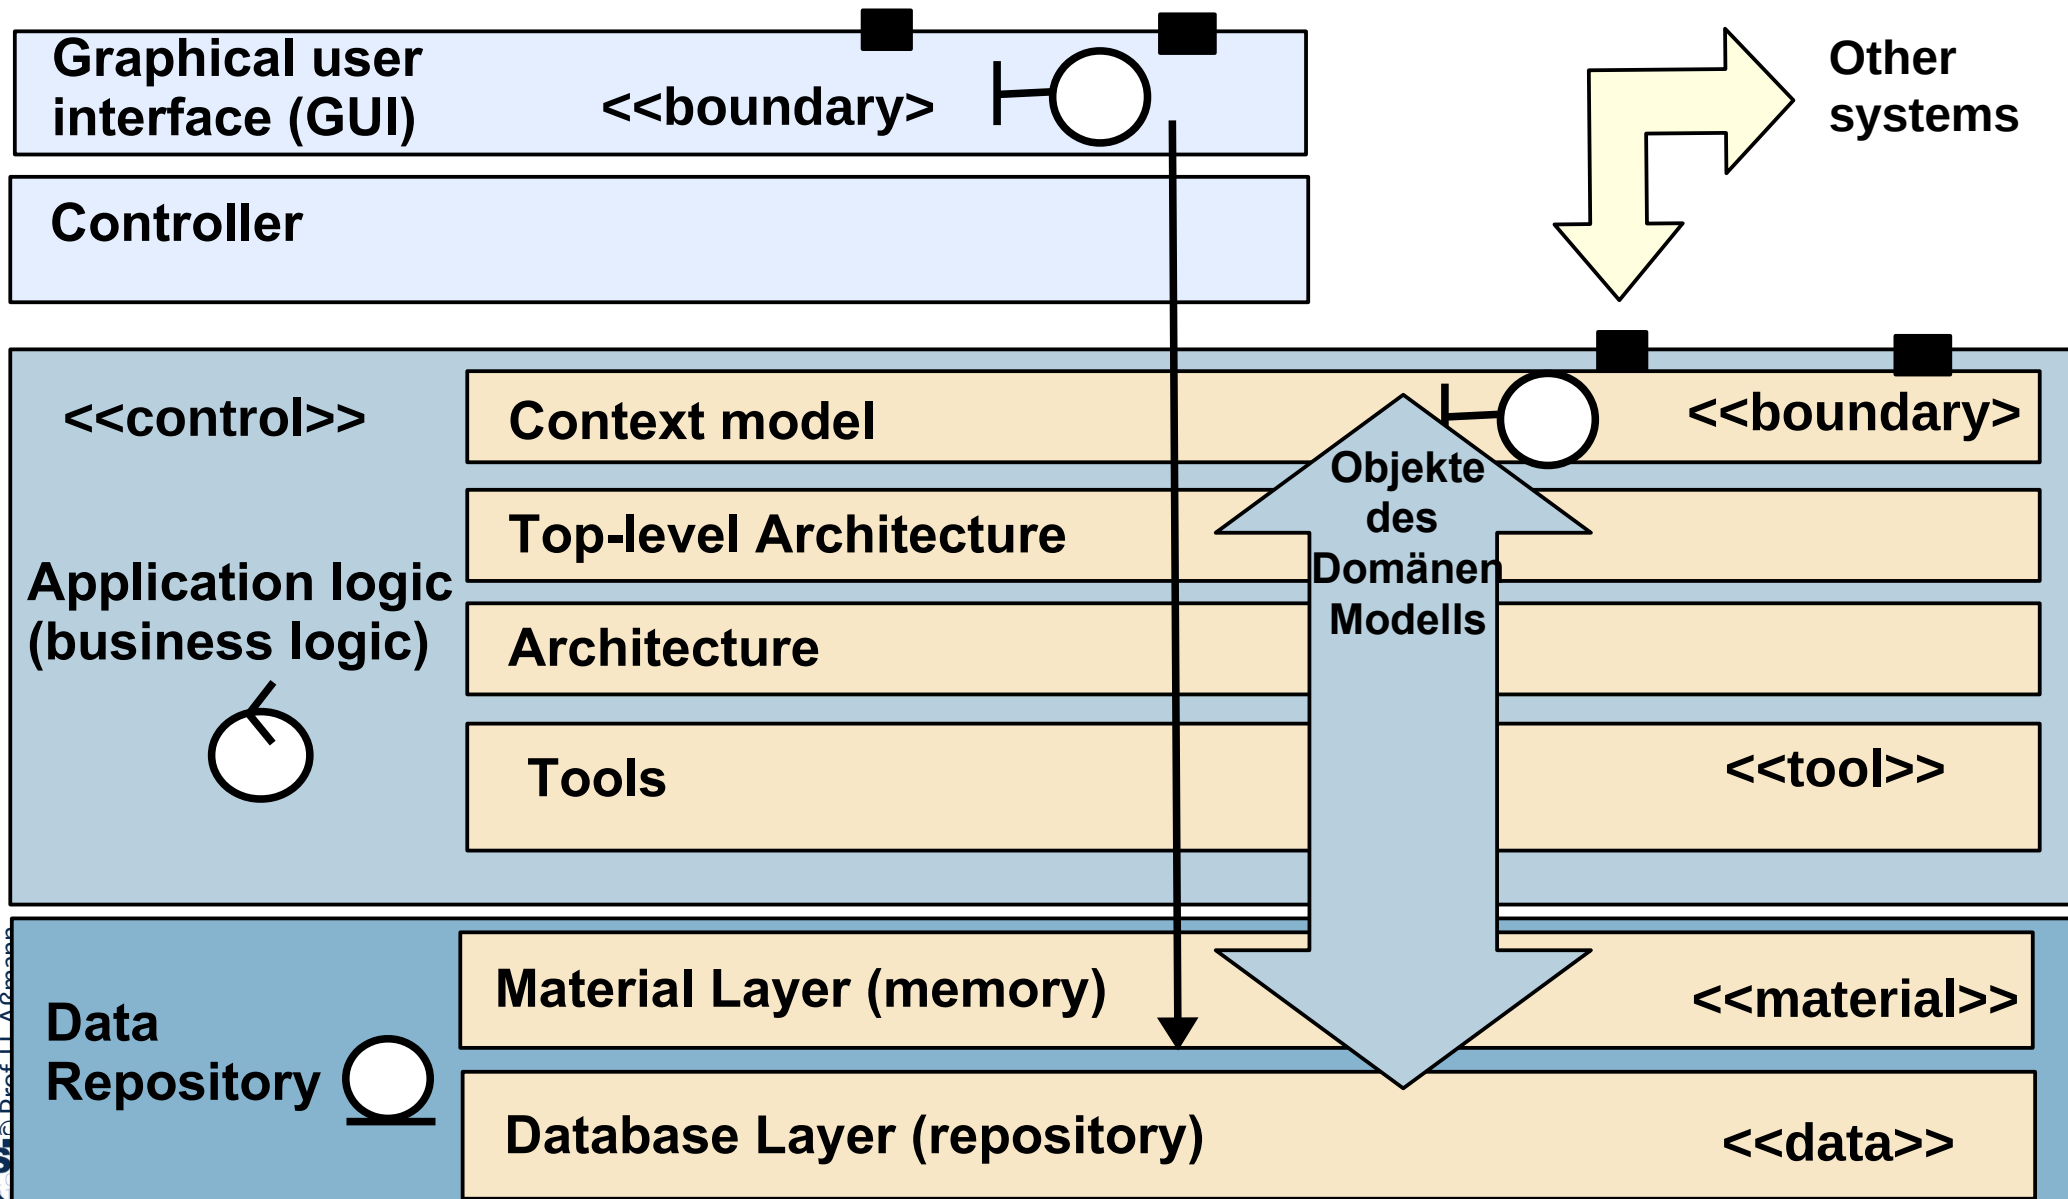 Graphical user
interface (GUI)
<<boundary>
Other
systems
Controller
<<control>>
Context model
<<boundary>
Objekte
des
Domänen
Modells
Top-level Architecture
Application logic
(business logic)
Architecture
Tools
<<tool>>
Data
Repository
Material Layer (memory)
<<material>>
Database Layer (repository)
<<data>>